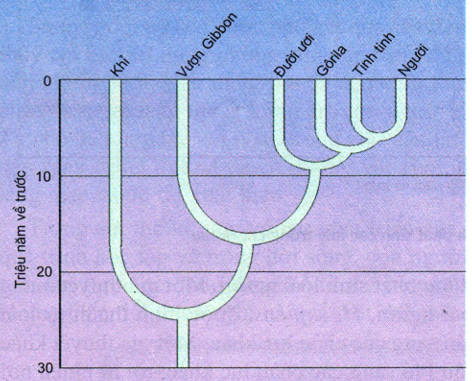 Khỉ
Vượn Gibbon
Đười ươi
Gôrila
Tinh tinh
Người
0
10
20
30
Triệu năm về trước